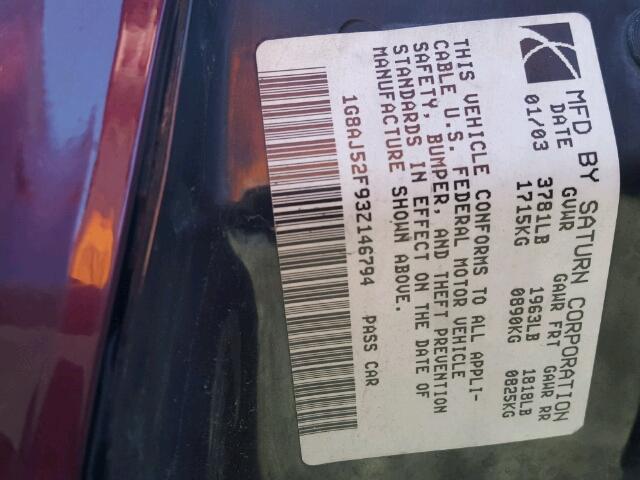 MFD BY SATURN CORPORATION
DATE GVWR GAWR FRT GAWR RR
01/03 3781LB 1963LB 1818LB
1715KG 0890KG 0825KG
THIS VEHICLE CONFORMS TO ALL APPLI-
CABLE U.S. FEDERAL MOTOR VEHICLE
SAFETY, BUMPER, AND THEFT PREVENTION
STANDARDS IN EFFECT ON THE DATE OF
MANUFACTURE SHOWN ABOVE.
1G8AJ52F93Z146794 PASS CAR